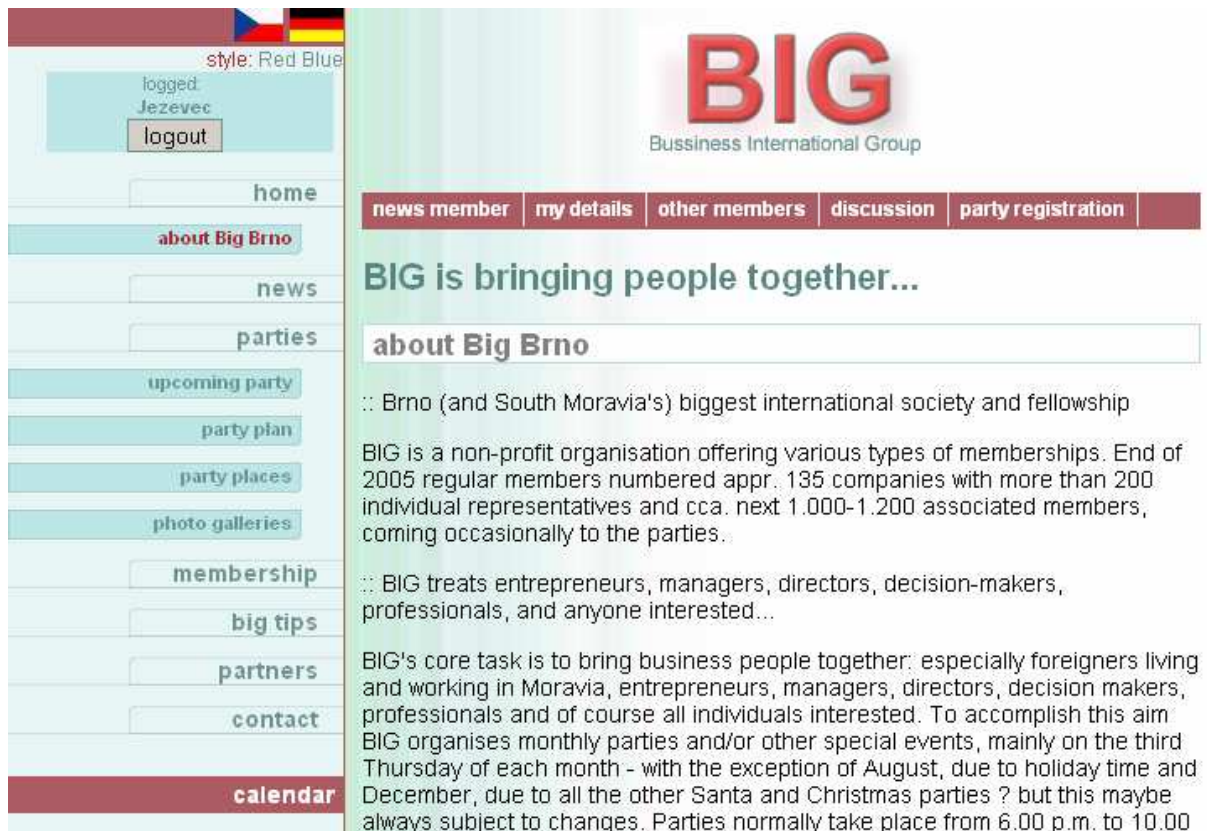 style: Red Blue
logged:
Jezevec
logout
home
about Big Brno
news
parties
upcoming party
party plan
party places
photo galleries
membership
big tips
partners
contact
calendar
BIG
Bussiness International Group
news member
my details
other members
discussion
party registration
BIG is bringing people together...
about Big Brno
:: Brno (and South Moravia's) biggest international society and fellowship
BIG is a non-profit organisation offering various types of memberships. End of
2005 regular members numbered appr. 135 companies with more than 200
individual representatives and cca. next 1.000-1.200 associated members,
coming occasionally to the parties.
:: BIG treats entrepreneurs, managers, directors, decision-makers,
professionals, and anyone interested...
BIG's core task is to bring business people together: especially foreigners living
and working in Moravia, entrepreneurs, managers, directors, decision makers,
professionals and of course all individuals interested. To accomplish this aim
BIG organises monthly parties and/or other special events, mainly on the third
Thursday of each month - with the exception of August, due to holiday time and
December, due to all the other Santa and Christmas parties ? but this maybe
always subject to changes. Parties normally take place from 6.00 p.m. to 10.00